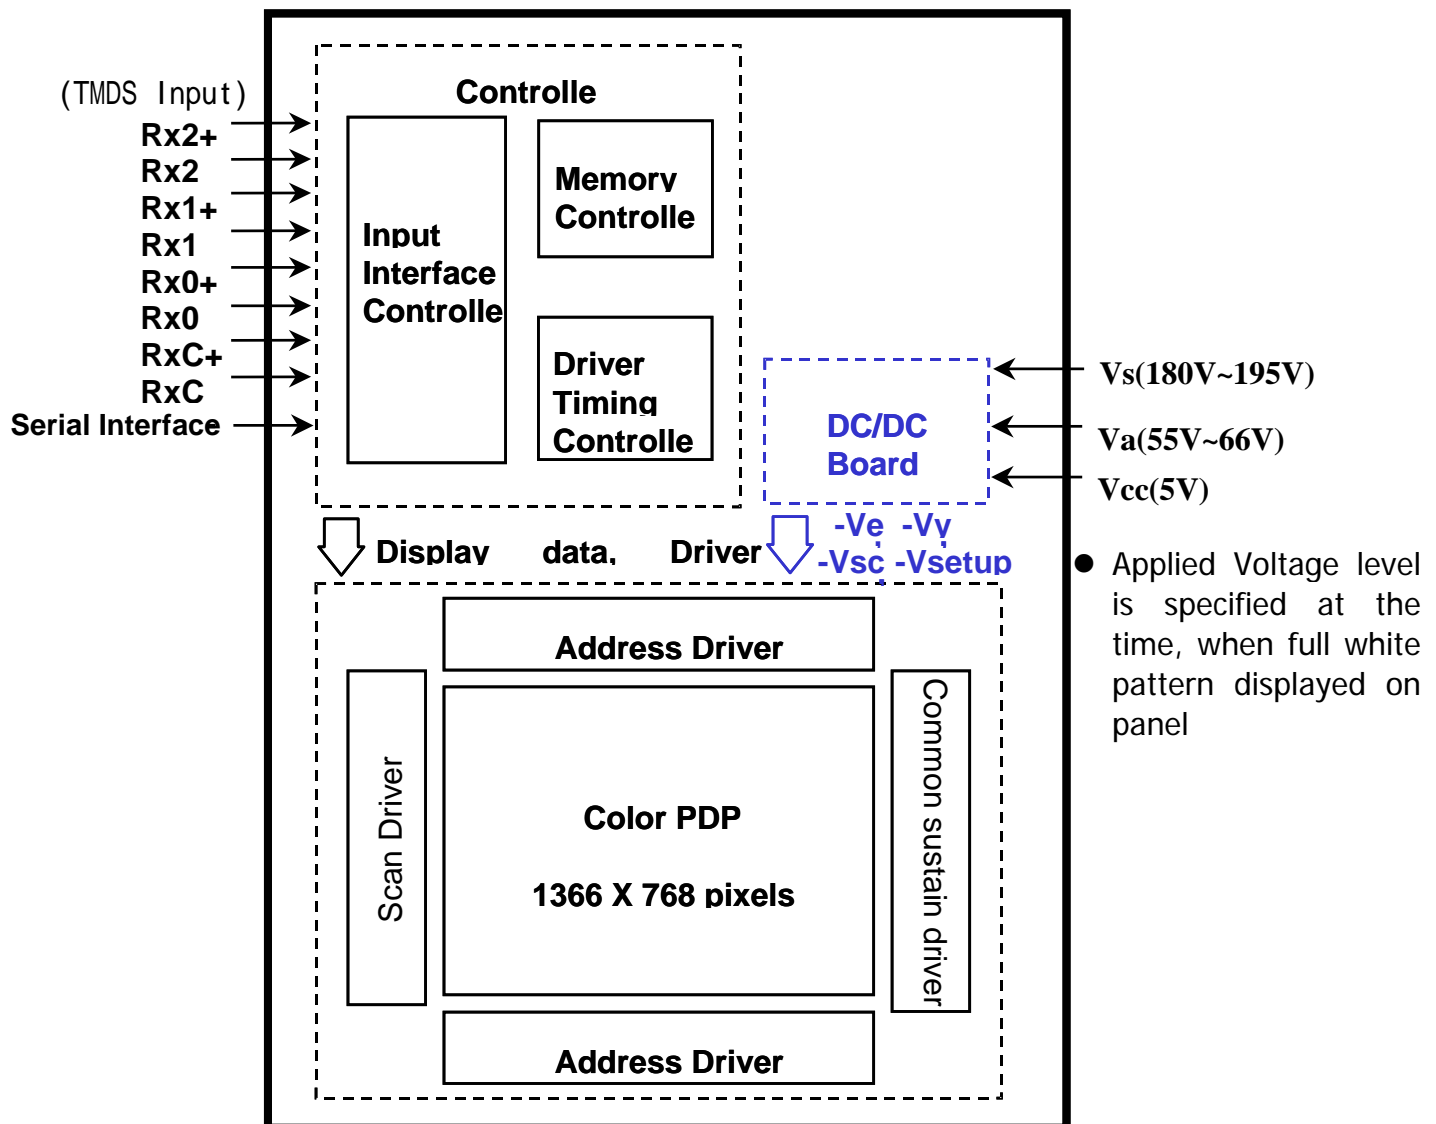 (TMDS Input)
Rx2+
Rx2
Rx1+
Rx1
Rx0+
Rx0
RxC+
RxC
Serial Interface
Controlle
Input
Interface
Controlle
Memory
Controlle
Driver
Timing
Controlle
DC/DC
Board
Vs(180V~195V)
Va(55V~66V)
Vcc(5V)
Display data, Driver
-Ve, -Vy,
-Vsc, -Vsetup
● Applied Voltage level
is specified at the
time, when full white
pattern displayed on
panel
Address Driver
Scan Driver
Color PDP
1366 X 768 pixels
Common sustain driver
Address Driver